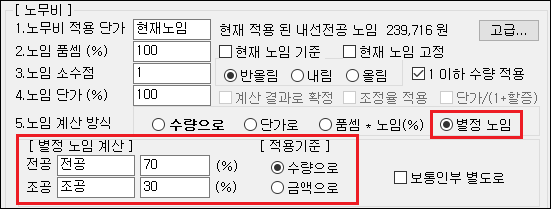 [ 노무비 ]
1.노무비 적용 단가 현재노임 현재 적용 된 내선전공 노임 239,716 원 고급...
2.노임 품셈 (%) 100 현재 노임 기준 현재 노임 고정
3.노임 소수점 1 반올림 내림 올림 1 이하 수량 적용
4.노임 단가 (%) 100 계산 결과로 확정 조정율 적용 단가/(1+할증)
5.노임 계산 방식 수량으로 단가로 품셈 * 노임(%) 별정 노임
[ 별정 노임 계산 ] [ 적용기준 ]
전공 전공 70 (%) 수량으로
조공 조공 30 (%) 금액으로
보통인부 별도로